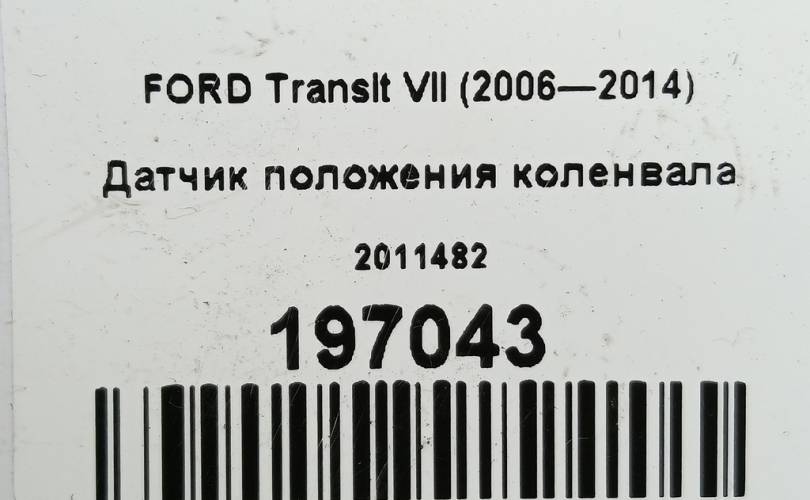 FORD Transit VII (2006—2014)
Датчик положения коленвала
2011482
197043